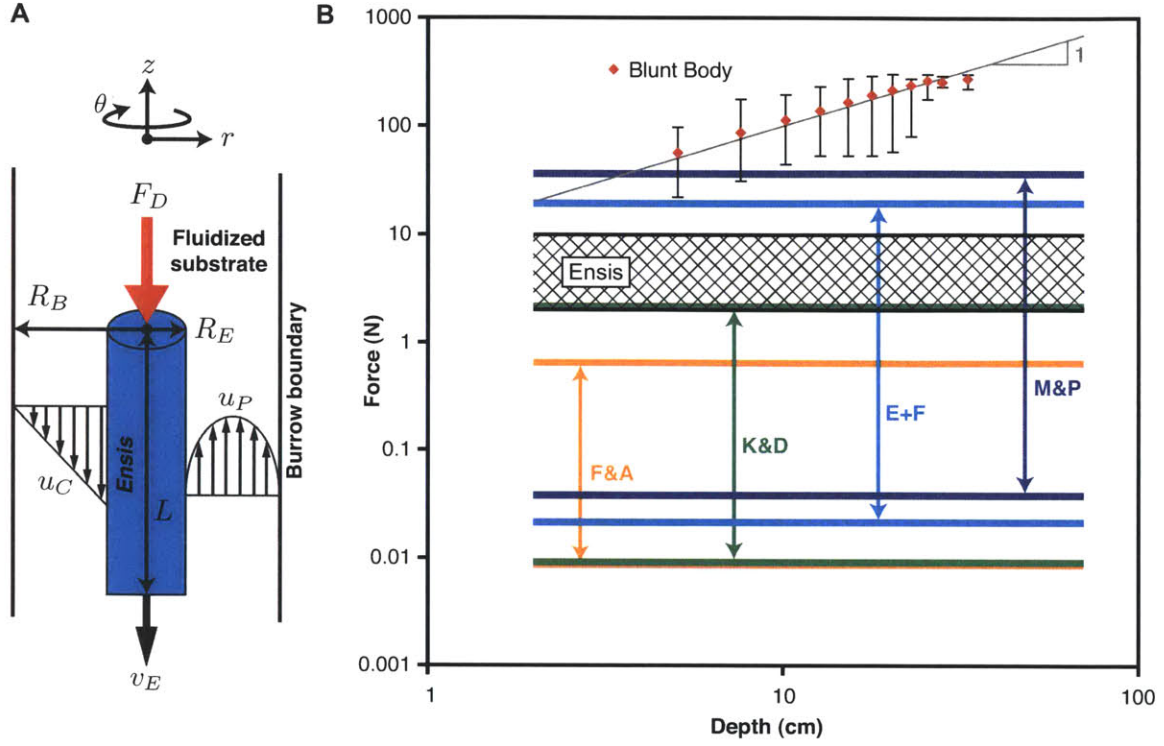 A
z
θ
r
F_D
Fluidized
substrate
R_B
R_E
u_P
u_C
Ensis
L
Burrow boundary
v_E
B
1000
100
10
1
0.1
0.01
0.001
Force (N)
Blunt Body
1
Ensis
F&A
K&D
E+F
M&P
1
10
100
Depth (cm)